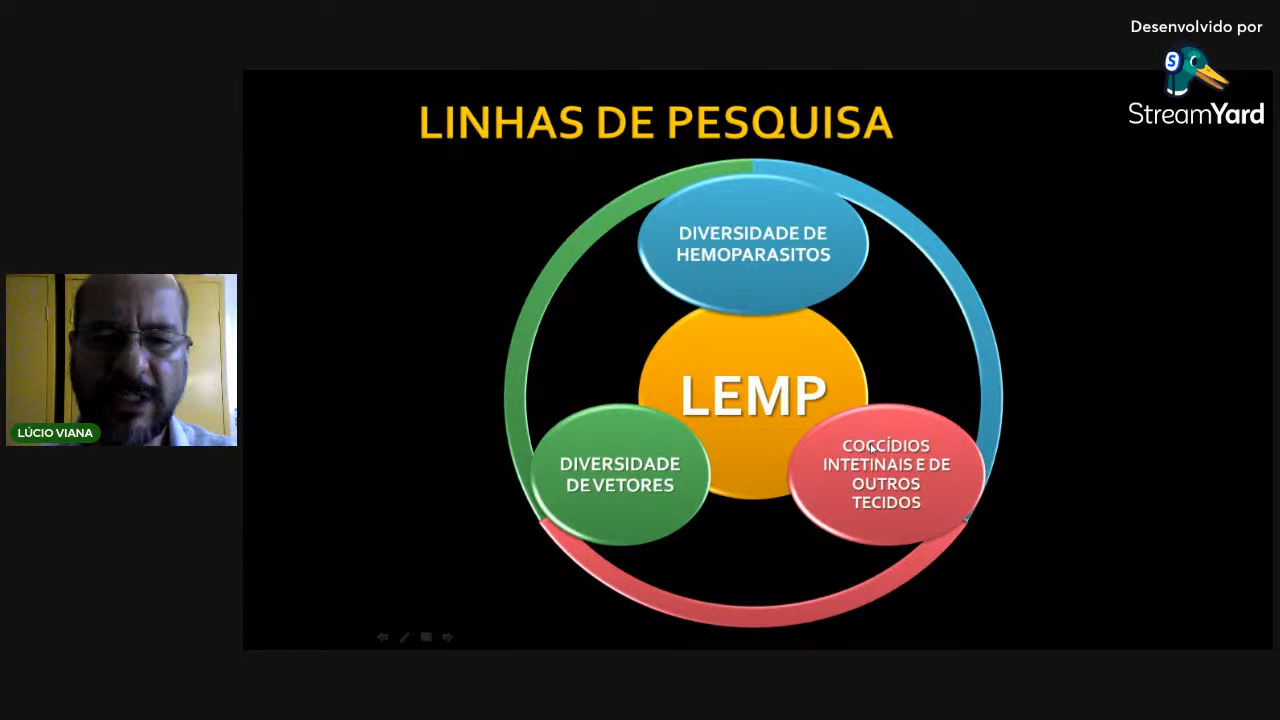 Desenvolvido por
StreamYard
LINHAS DE PESQUISA
DIVERSIDADE DE
HEMOPARASITOS
LEMP
DIVERSIDADE
DE VETORES
COCCÍDIOS
INTETINAIS E DE
OUTROS
TECIDOS
LÚCIO VIANA